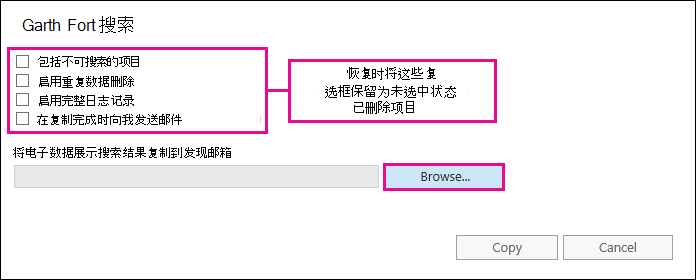 Garth Fort 搜索
包括不可搜索的项目
启用重复数据删除
启用完整日志记录
在复制完成时向我发送邮件
恢复时将这些复
选框保留为未选中状态
已删除项目
将电子数据展示搜索结果复制到发现邮箱
Browse...
Copy
Cancel